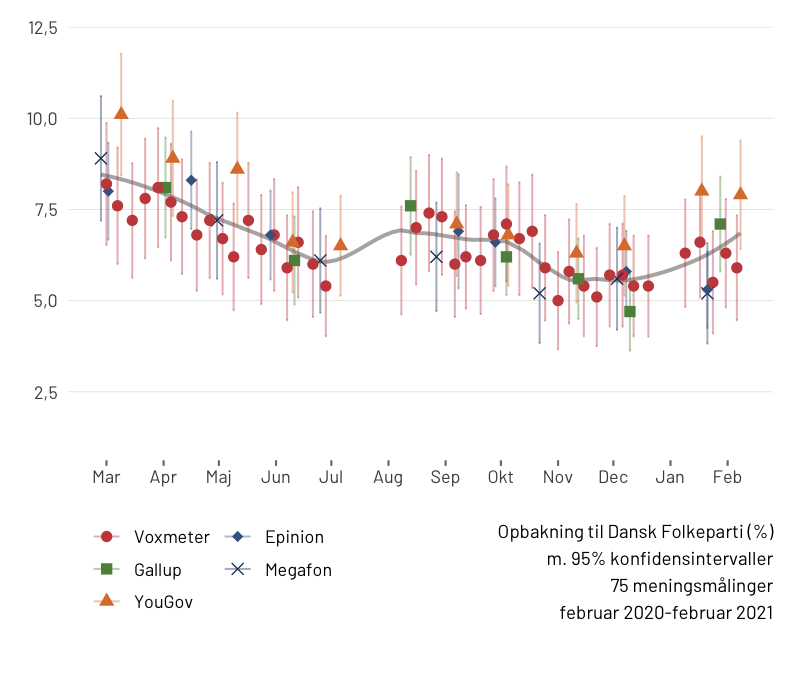 12,5
10,0
7,5
5,0
2,5
Mar Apr Maj Jun Jul Aug Sep Okt Nov Dec Jan Feb
Voxmeter Epinion
Gallup Megafon
YouGov
Opbakning til Dansk Folkeparti (%)
m. 95% konfidensintervaller
75 meningsmålinger
februar 2020-februar 2021